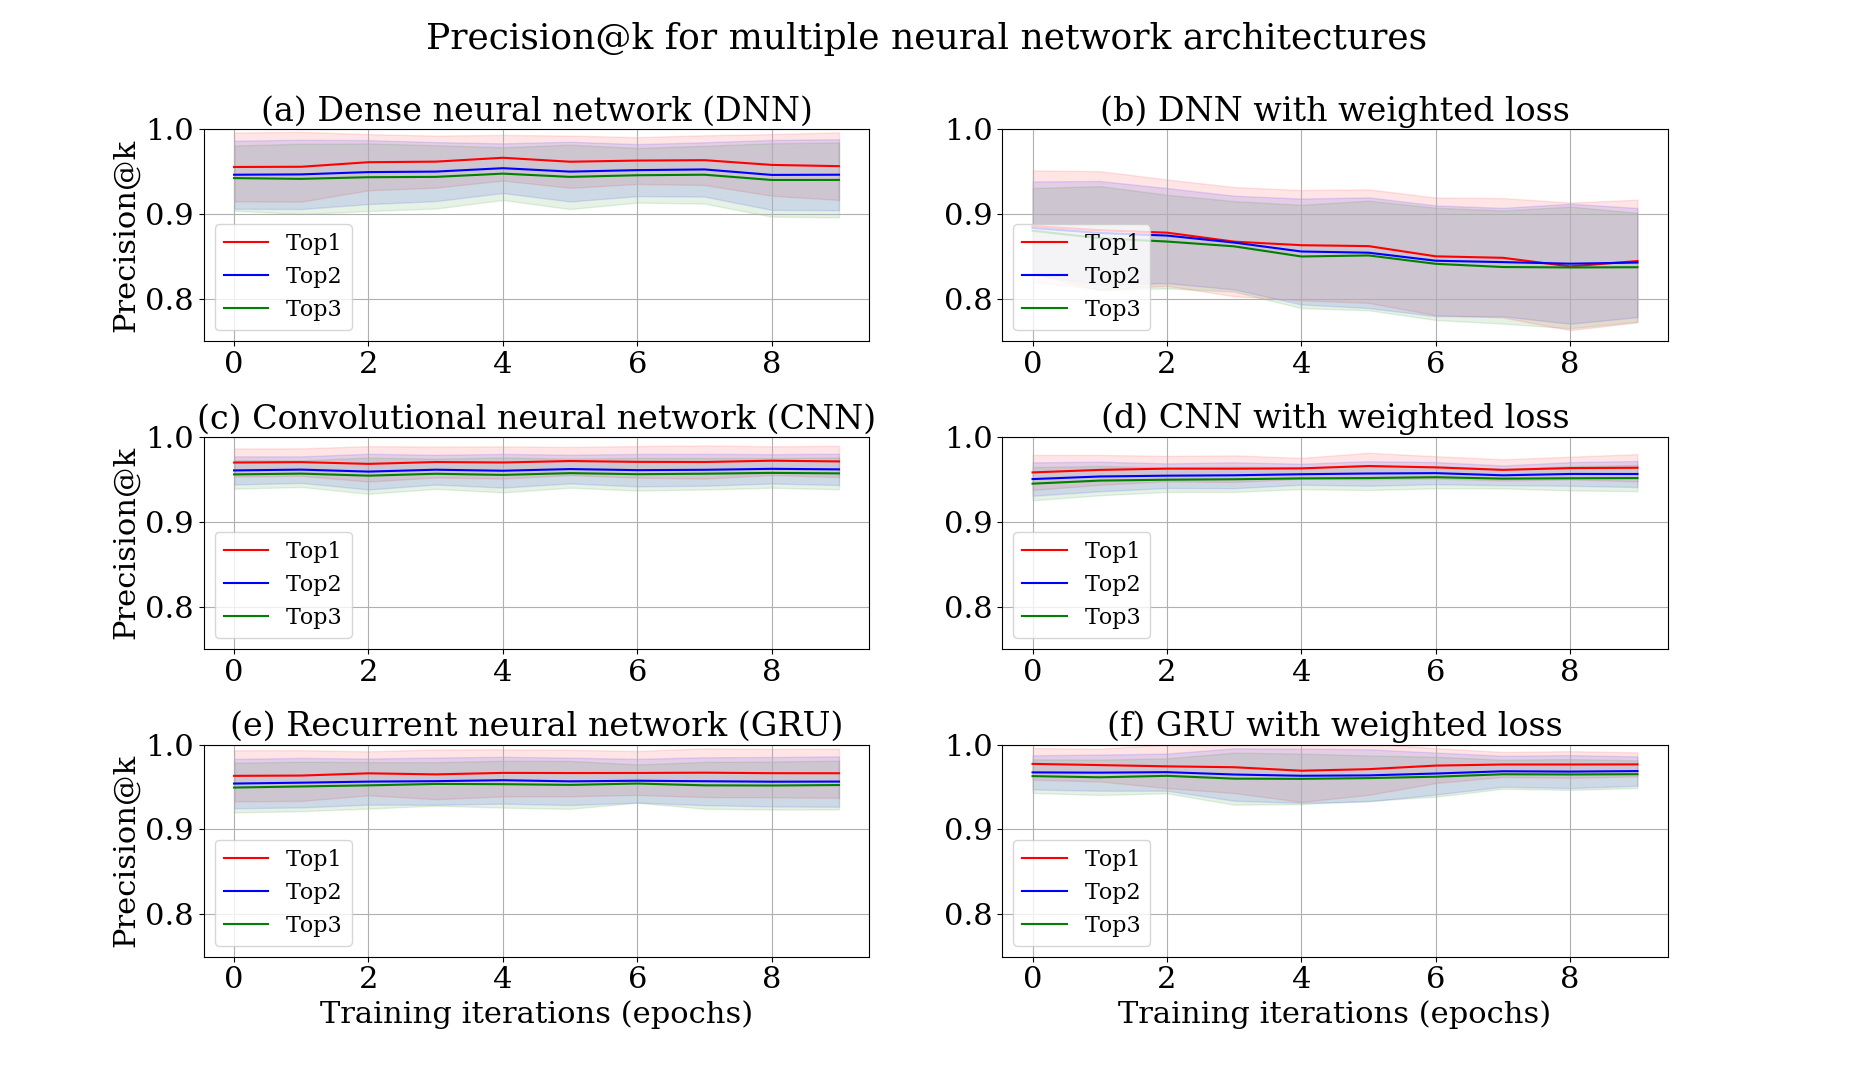 Precision@k for multiple neural network architectures
(a) Dense neural network (DNN)
Precision@k
1.0
0.9
0.8
Top1
Top2
Top3
0 2 4 6 8
(b) DNN with weighted loss
1.0
0.9
0.8
Top1
Top2
Top3
0 2 4 6 8
(c) Convolutional neural network (CNN)
Precision@k
1.0
0.9
0.8
Top1
Top2
Top3
0 2 4 6 8
(d) CNN with weighted loss
1.0
0.9
0.8
Top1
Top2
Top3
0 2 4 6 8
(e) Recurrent neural network (GRU)
Precision@k
1.0
0.9
0.8
Top1
Top2
Top3
0 2 4 6 8
Training iterations (epochs)
(f) GRU with weighted loss
1.0
0.9
0.8
Top1
Top2
Top3
0 2 4 6 8
Training iterations (epochs)